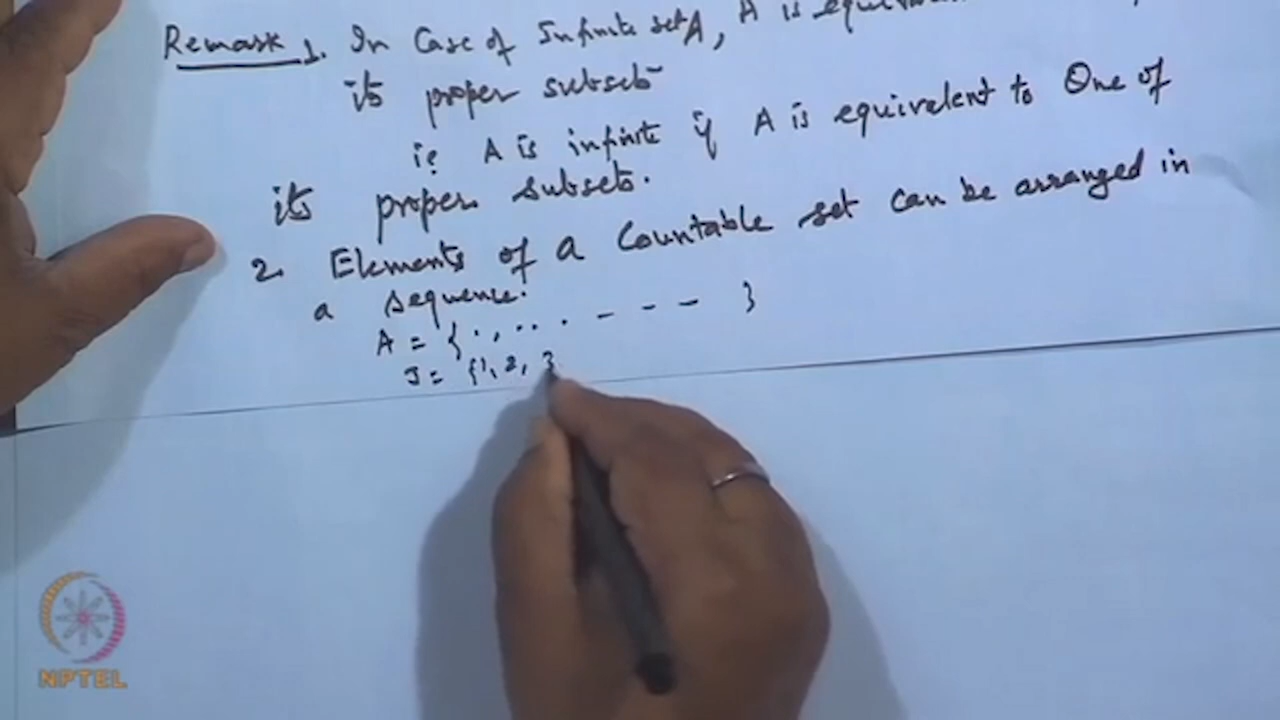 Remark 1. In Case of Infinite set A, A is
its proper subsets
ie A is infinite if A is equivalent to One of
its proper subsets.
2. Elements of a Countable set can be arranged in
a sequence.
A = { . , . . . - - - - }
J = {1, 2, 3
NPTEL